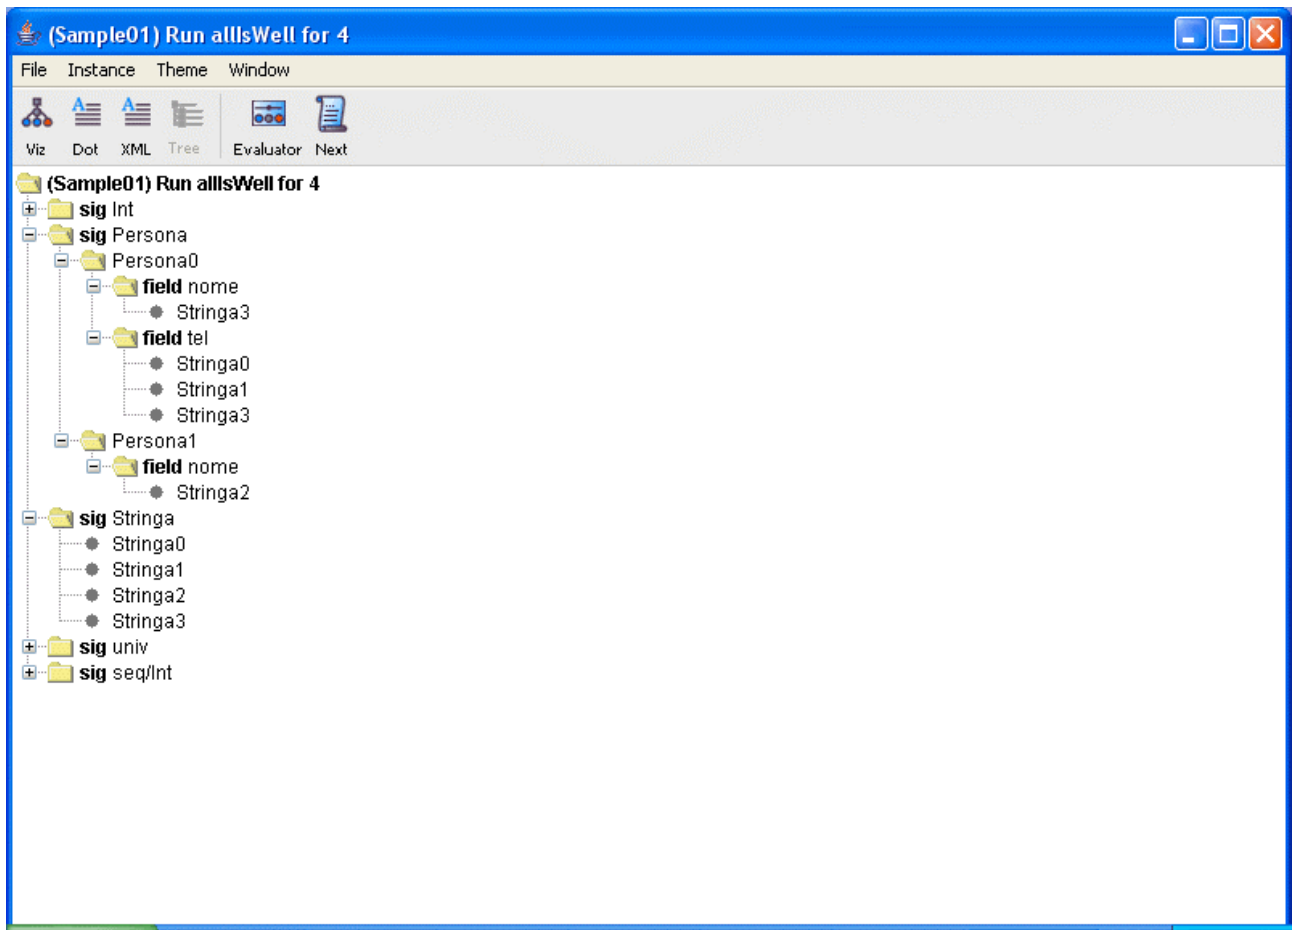 (Sample01) Run allIsWell for 4
File Instance Theme Window
Viz Dot XML Tree Evaluator Next
(Sample01) Run allIsWell for 4
sig Int
sig Persona
Persona0
field nome
Stringa3
field tel
Stringa0
Stringa1
Stringa3
Persona1
field nome
Stringa2
sig Stringa
Stringa0
Stringa1
Stringa2
Stringa3
sig univ
sig seq/Int